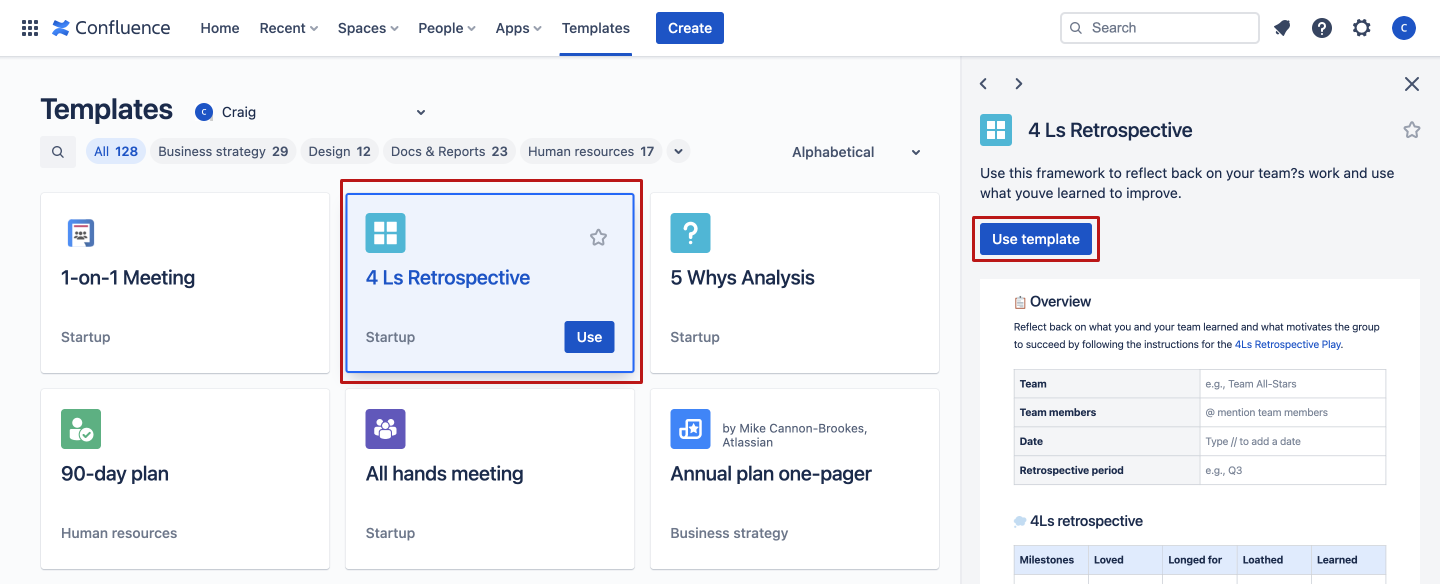 Confluence
Home
Recent
Spaces
People
Apps
Templates
Create
Search
C
Templates
C
Craig
All 128
Business strategy 29
Design 12
Docs & Reports 23
Human resources 17
Alphabetical
1-on-1 Meeting
Startup
4 Ls Retrospective
Startup
Use
?
5 Whys Analysis
Startup
90-day plan
Human resources
All hands meeting
Startup
by Mike Cannon-Brookes,
Atlassian
Annual plan one-pager
Business strategy
4 Ls Retrospective
Use this framework to reflect back on your team?s work and use
what youve learned to improve.
Use template
Overview
Reflect back on what you and your team learned and what motivates the group
to succeed by following the instructions for the 4Ls Retrospective Play.
Team e.g., Team All-Stars
Team members @ mention team members
Date Type // to add a date
Retrospective period e.g., Q3
4Ls retrospective
Milestones Loved Longed for Loathed Learned